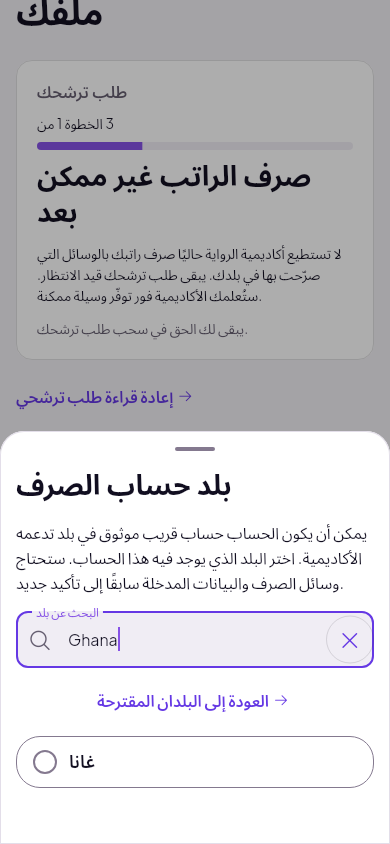 ملفك
طلب ترشحك
الخطوة 1 من 3
صرف الراتب غير ممكن
بعد
لا تستطيع أكاديمية الرواية حاليًا صرف راتبك بالوسائل التي
صرّحت بها في بلدك. يبقى طلب ترشحك قيد الانتظار.
ستُعلمك الأكاديمية فور توفّر وسيلة ممكنة.
يبقى لك الحق في سحب طلب ترشحك.
إعادة قراءة طلب ترشحي →
بلد حساب الصرف
يمكن أن يكون الحساب حساب قريب موثوق في بلد تدعمه
الأكاديمية. اختر البلد الذي يوجد فيه هذا الحساب. ستحتاج
وسائل الصرف والبيانات المدخلة سابقًا إلى تأكيد جديد.
البحث عن بلد
Ghana
العودة إلى البلدان المقترحة →
غانا